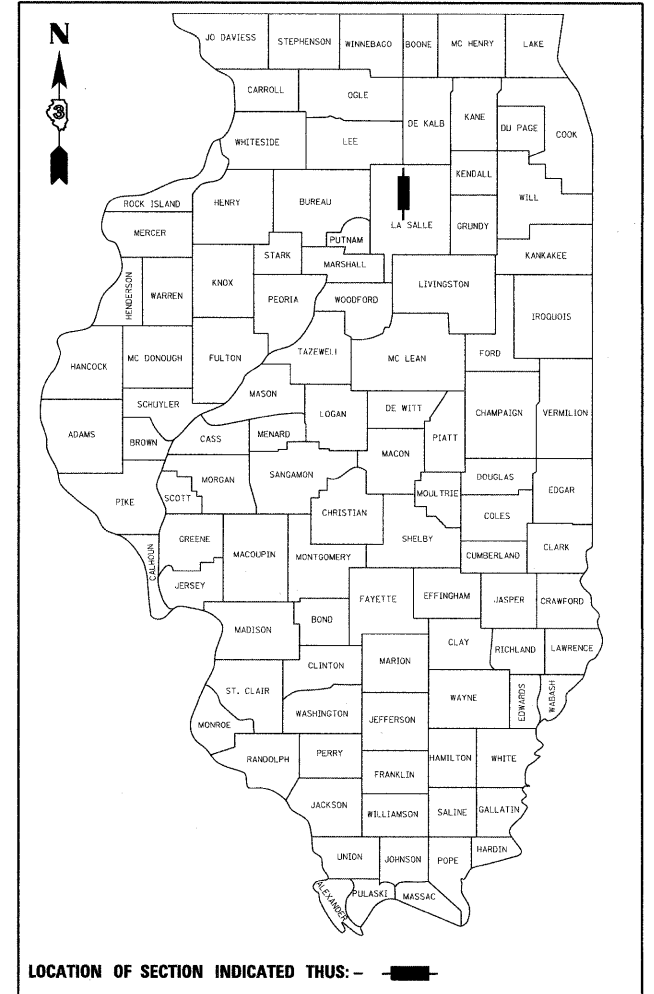 N
3
JO DAVIESS
STEPHENSON
WINNEBAGO
BOONE
MC HENRY
LAKE
CARROLL
OGLE
DE KALB
KANE
DU PAGE
COOK
WHITESIDE
LEE
KENDALL
WILL
ROCK ISLAND
HENRY
BUREAU
LA SALLE
GRUNDY
MERCER
PUTNAM
STARK
MARSHALL
KANKAKEE
HENDERSON
WARREN
KNOX
PEORIA
WOODFORD
LIVINGSTON
IROQUOIS
HANCOCK
MC DONOUGH
FULTON
TAZEWELL
MC LEAN
FORD
SCHUYLER
MASON
LOGAN
DE WITT
CHAMPAIGN
VERMILION
ADAMS
BROWN
CASS
MENARD
MACON
PIATT
PIKE
SCOTT
MORGAN
SANGAMON
CHRISTIAN
MOULTRIE
DOUGLAS
EDGAR
COLES
CALHOUN
GREENE
MACOUPIN
MONTGOMERY
SHELBY
CUMBERLAND
CLARK
JERSEY
FAYETTE
EFFINGHAM
JASPER
CRAWFORD
MADISON
BOND
CLAY
RICHLAND
LAWRENCE
CLINTON
MARION
ST. CLAIR
WAYNE
EDWARDS
WABASH
WASHINGTON
JEFFERSON
MONROE
RANDOLPH
PERRY
HAMILTON
WHITE
FRANKLIN
JACKSON
WILLIAMSON
SALINE
GALLATIN
UNION
JOHNSON
POPE
HARDIN
ALEXANDER
PULASKI
MASSAC
LOCATION OF SECTION INDICATED THUS: -